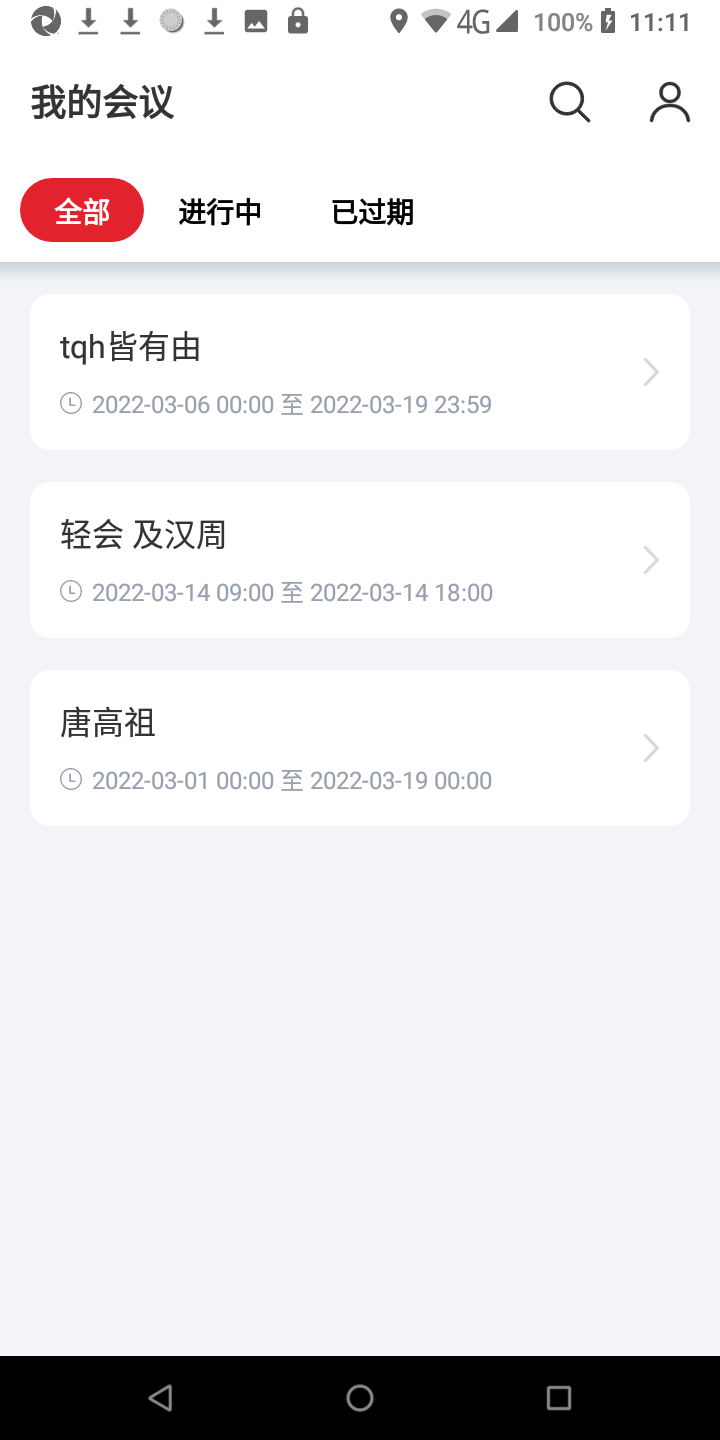 4G 100% 11:11
我的会议
全部 进行中 已过期
tqh皆有由
2022-03-06 00:00 至 2022-03-19 23:59
轻会 及汉周
2022-03-14 09:00 至 2022-03-14 18:00
唐高祖
2022-03-01 00:00 至 2022-03-19 00:00